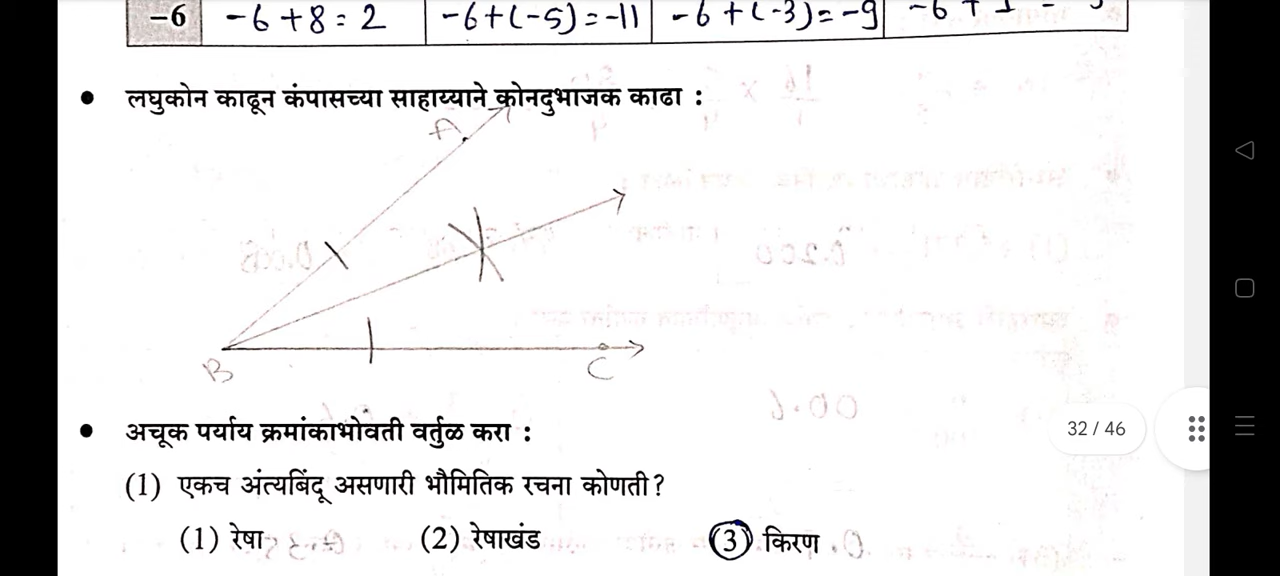 -6 -6+8=2 -6+(-5)=-11 -6+(-3)=-9
• लघुकोन काढून कंपासच्या साहाय्याने कोनदुभाजक काढा :
A
B
C
• अचूक पर्याय क्रमांकाभोवती वर्तुळ करा :
32 / 46
(1) एकच अंत्यबिंदू असणारी भौमितिक रचना कोणती?
(1) रेषा (2) रेषाखंड (3) किरण